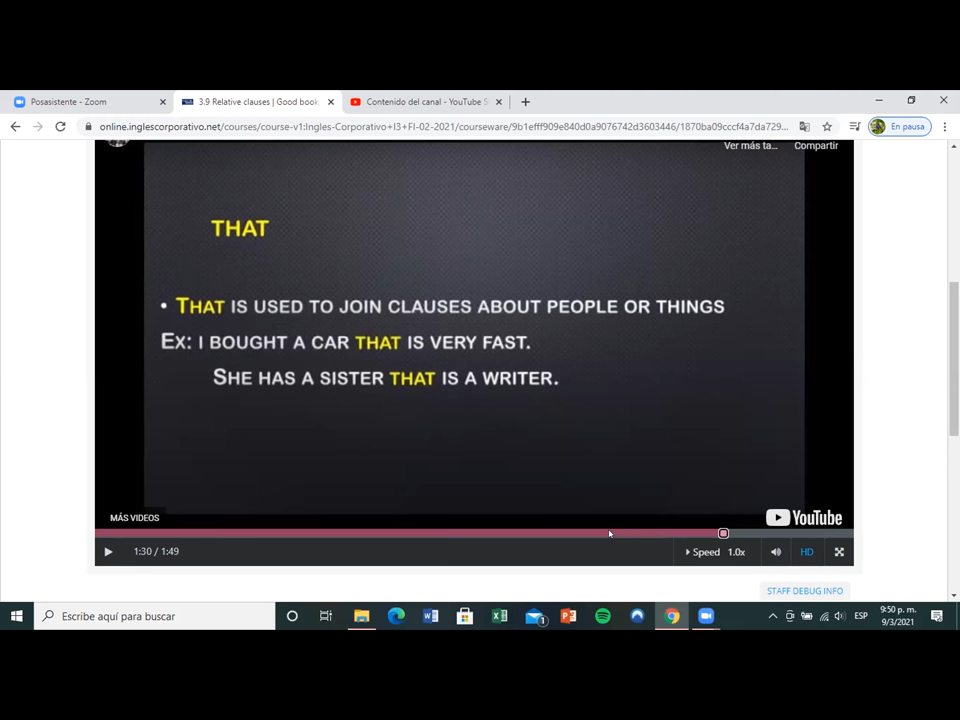 Posasistente - Zoom
3.9 Relative clauses | Good book
Contenido del canal - YouTube S
online.inglescorporativo.net/courses/course-v1:Ingles-Corporativo+I3+FI-02-2021/courseware/9b1efff909e840d0a9076742d3603446/1870ba09cccf4a7da729...
En pausa
Ver más ta...
Compartir
THAT
• THAT IS USED TO JOIN CLAUSES ABOUT PEOPLE OR THINGS
EX: I BOUGHT A CAR THAT IS VERY FAST.
SHE HAS A SISTER THAT IS A WRITER.
MÁS VIDEOS
YouTube
1:30 / 1:49
Speed 1.0x
HD
STAFF DEBUG INFO
Escribe aquí para buscar
1
ESP
9:50 p. m.
9/3/2021